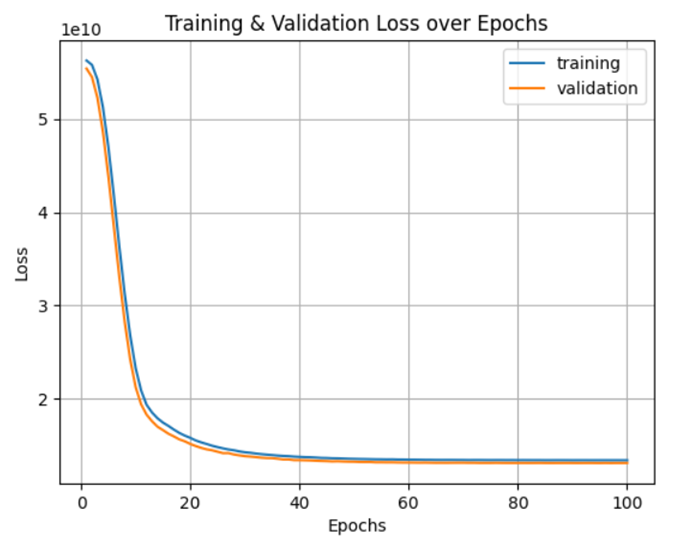 Training & Validation Loss over Epochs
1e10
training
validation
5
4
3
2
Loss
0 20 40 60 80 100
Epochs